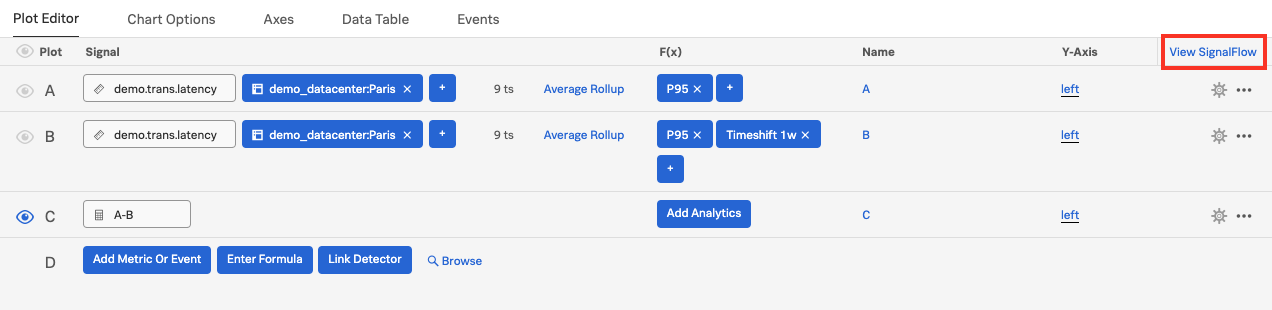 Plot Editor Chart Options Axes Data Table Events
Plot Signal F(x) Name Y-Axis View SignalFlow
A demo.trans.latency demo_datacenter:Paris × + 9 ts Average Rollup P95 × + A left •••
B demo.trans.latency demo_datacenter:Paris × + 9 ts Average Rollup P95 × Timeshift 1w × B left •••
+
C A-B Add Analytics C left •••
D Add Metric Or Event Enter Formula Link Detector Browse